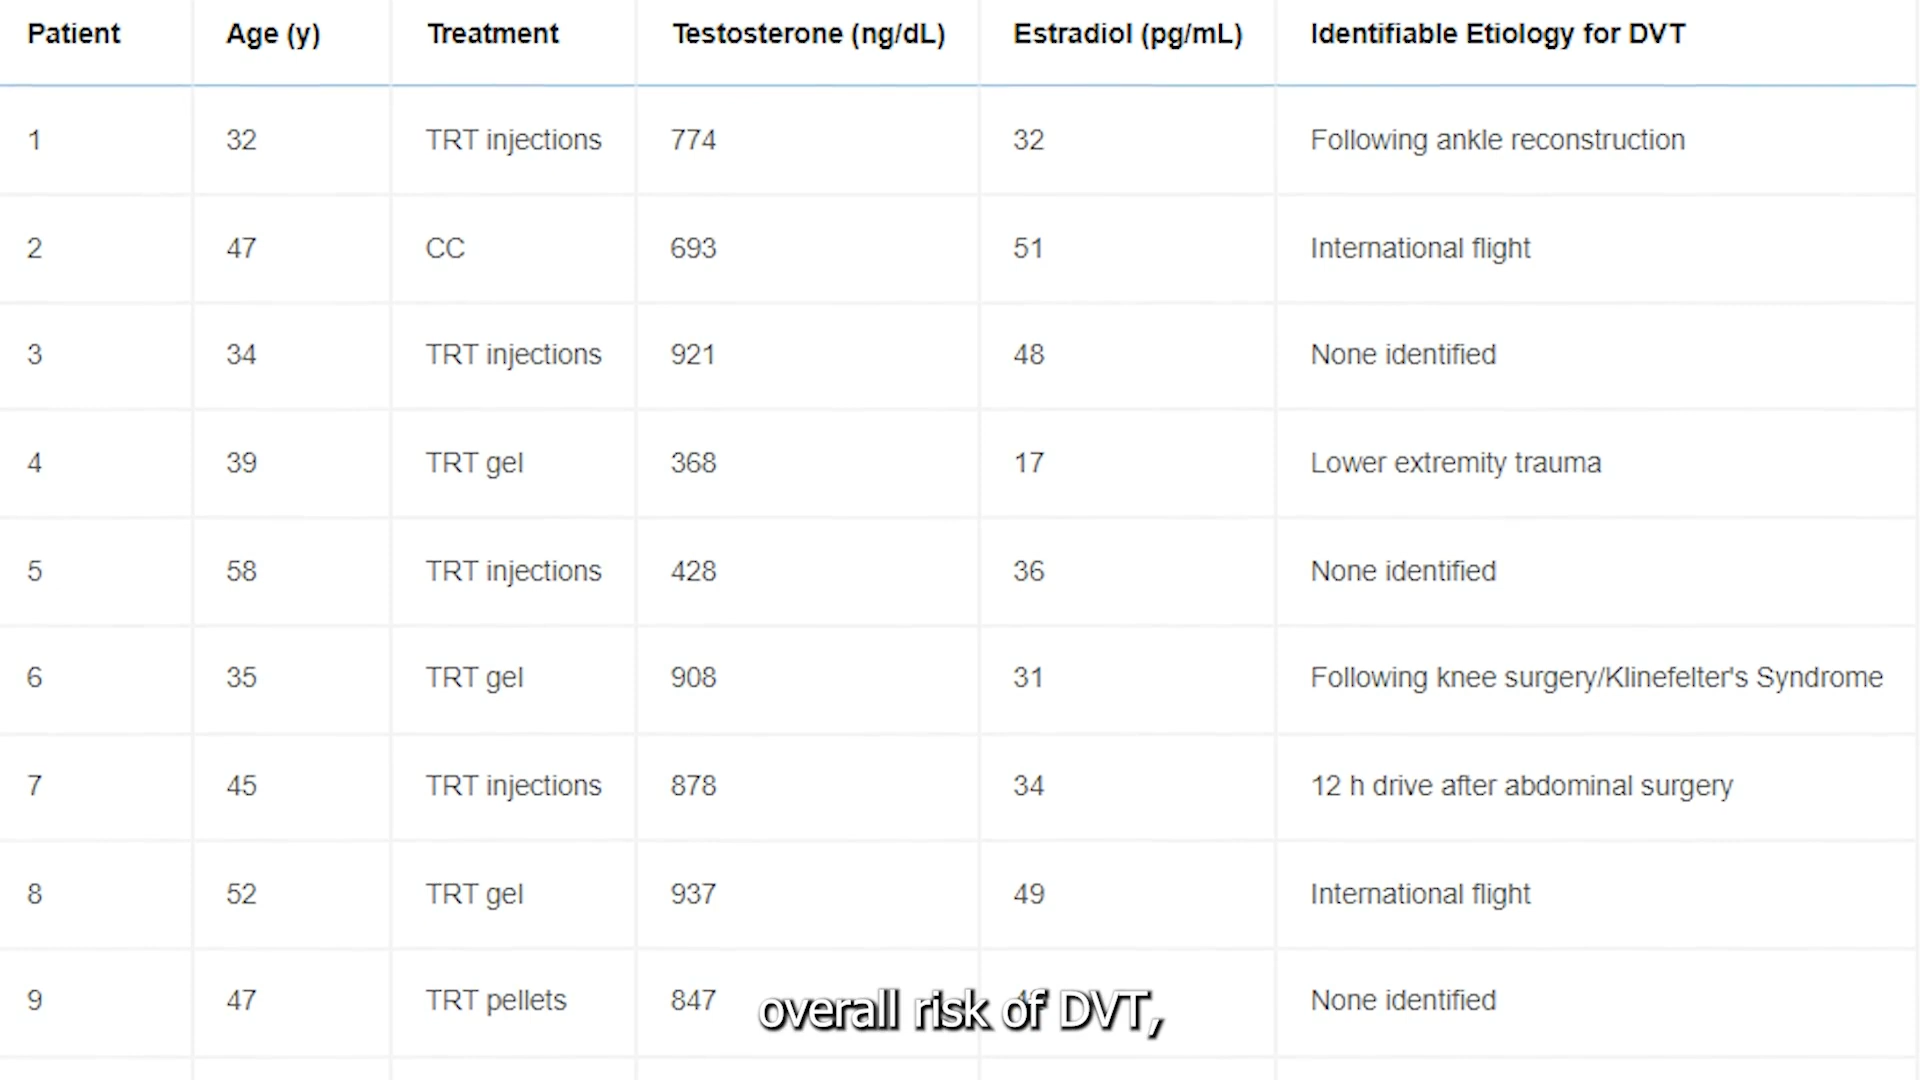 Patient Age (y) Treatment Testosterone (ng/dL) Estradiol (pg/mL) Identifiable Etiology for DVT
1 32 TRT injections 774 32 Following ankle reconstruction
2 47 CC 693 51 International flight
3 34 TRT injections 921 48 None identified
4 39 TRT gel 368 17 Lower extremity trauma
5 58 TRT injections 428 36 None identified
6 35 TRT gel 908 31 Following knee surgery/Klinefelter's Syndrome
7 45 TRT injections 878 34 12 h drive after abdominal surgery
8 52 TRT gel 937 49 International flight
9 47 TRT pellets 847 None identified
overall risk of DVT,